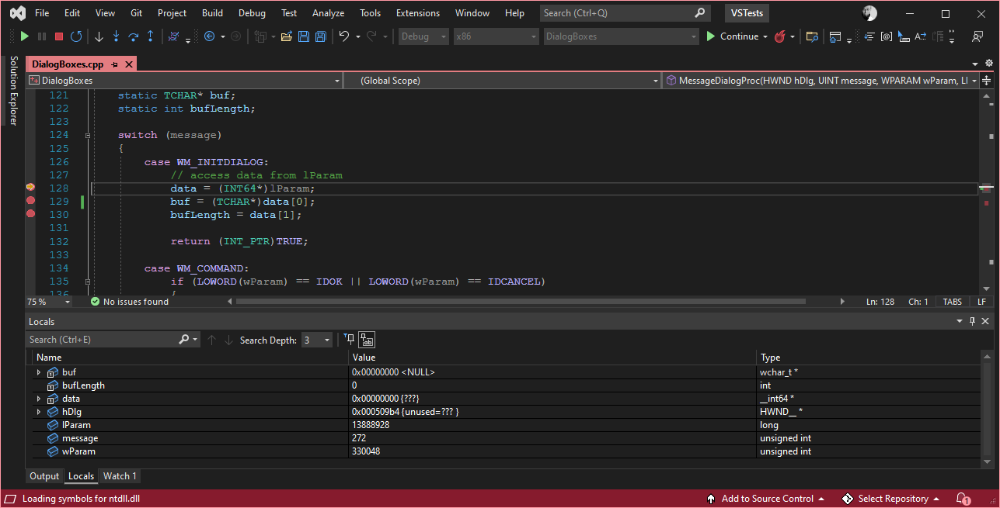 File Edit View Git Project Build Debug Test Analyze Tools Extensions Window Help Search (Ctrl+Q) VSTests
Debug x86 DialogBoxes Continue
Solution Explorer
DialogBoxes.cpp
DialogBoxes (Global Scope) MessageDialogProc(HWND hDlg, UINT message, WPARAM wParam, LI
121 static TCHAR* buf;
122 static int bufLength;
123
124 switch (message)
125 {
126 case WM_INITDIALOG:
127 // access data from lParam
128 data = (INT64*)lParam;
129 buf = (TCHAR*)data[0];
130 bufLength = data[1];
131
132 return (INT_PTR)TRUE;
133
134 case WM_COMMAND:
135 if (LOWORD(wParam) == IDOK || LOWORD(wParam) == IDCANCEL)
136 {
75 % No issues found Ln: 128 Ch: 1 TABS LF
Locals
Search (Ctrl+E) Search Depth: 3
Name Value Type
buf 0x00000000 <NULL> wchar_t *
bufLength 0 int
data 0x00000000 {???} __int64 *
hDlg 0x000509b4 {unused=??? } HWND__ *
lParam 13888928 long
message 272 unsigned int
wParam 330048 unsigned int
Output Locals Watch 1
Loading symbols for ntdll.dll Add to Source Control Select Repository 1